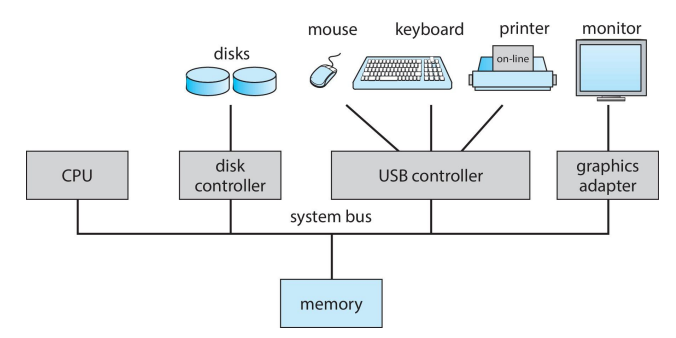 mouse
keyboard
printer
monitor
disks
on-line
CPU
disk
controller
USB controller
graphics
adapter
system bus
memory